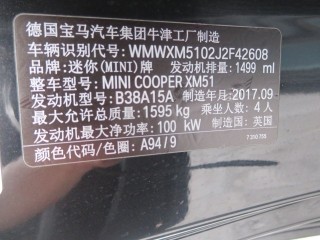 德国宝马汽车集团牛津工厂制造
车辆识别代号: WMWXM5102J2F42608
品牌: 迷你(MINI)牌 发动机排量: 1499 ml
整车型号: MINI COOPER XM51
发动机型号: B38A15A 制造年月: 2017.09
最大允许总质量: 1595 kg 乘坐人数: 4 人
发动机最大净功率: 100 kW 制造国: 英国
颜色代码/色圈: A94/9